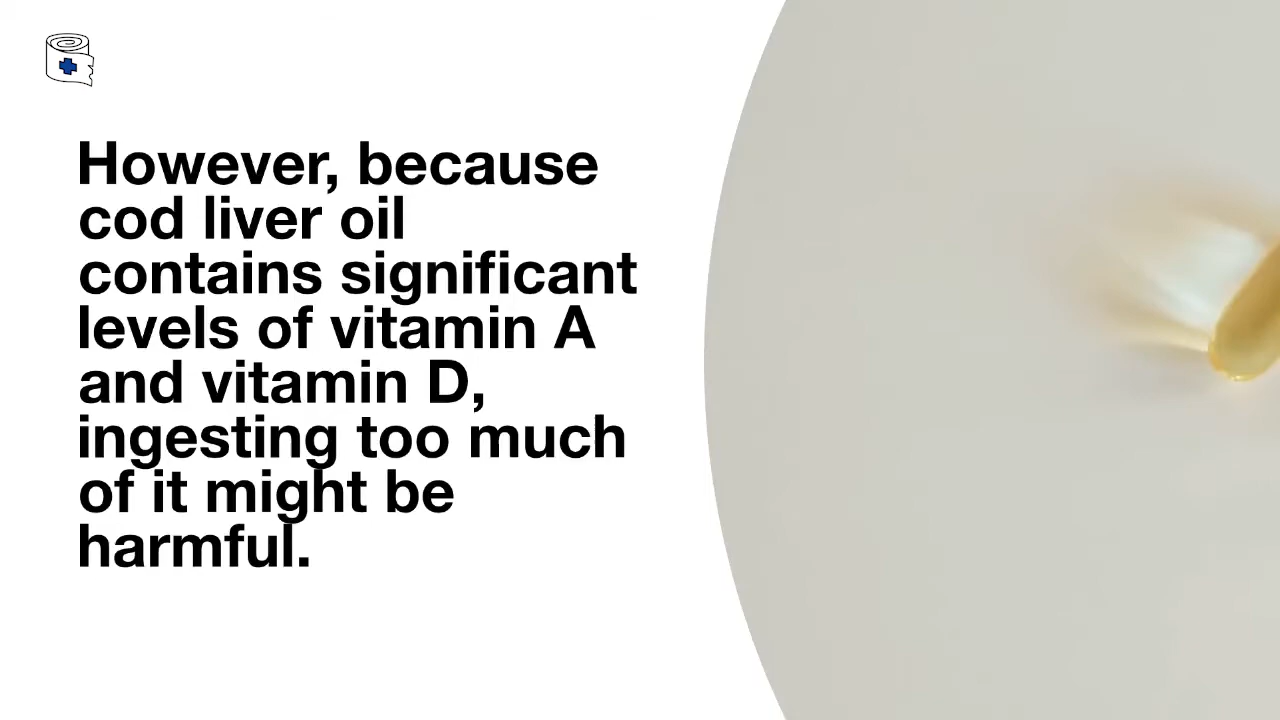 However, because
cod liver oil
contains significant
levels of vitamin A
and vitamin D,
ingesting too much
of it might be
harmful.